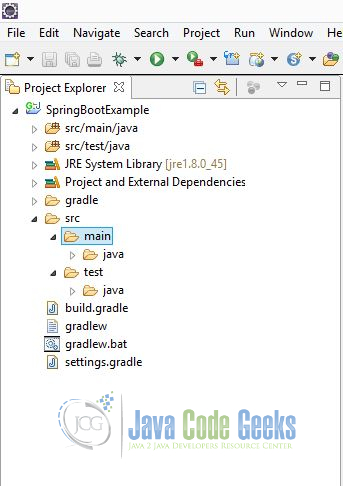 File Edit Navigate Search Project Run Window He
Project Explorer
SpringBootExample
src/main/java
src/test/java
JRE System Library [jre1.8.0_45]
Project and External Dependencies
gradle
src
main
java
test
java
build.gradle
gradlew
gradlew.bat
settings.gradle
JCG
Java Code Geeks
JAVA 2 JAVA DEVELOPERS RESOURCE CENTER